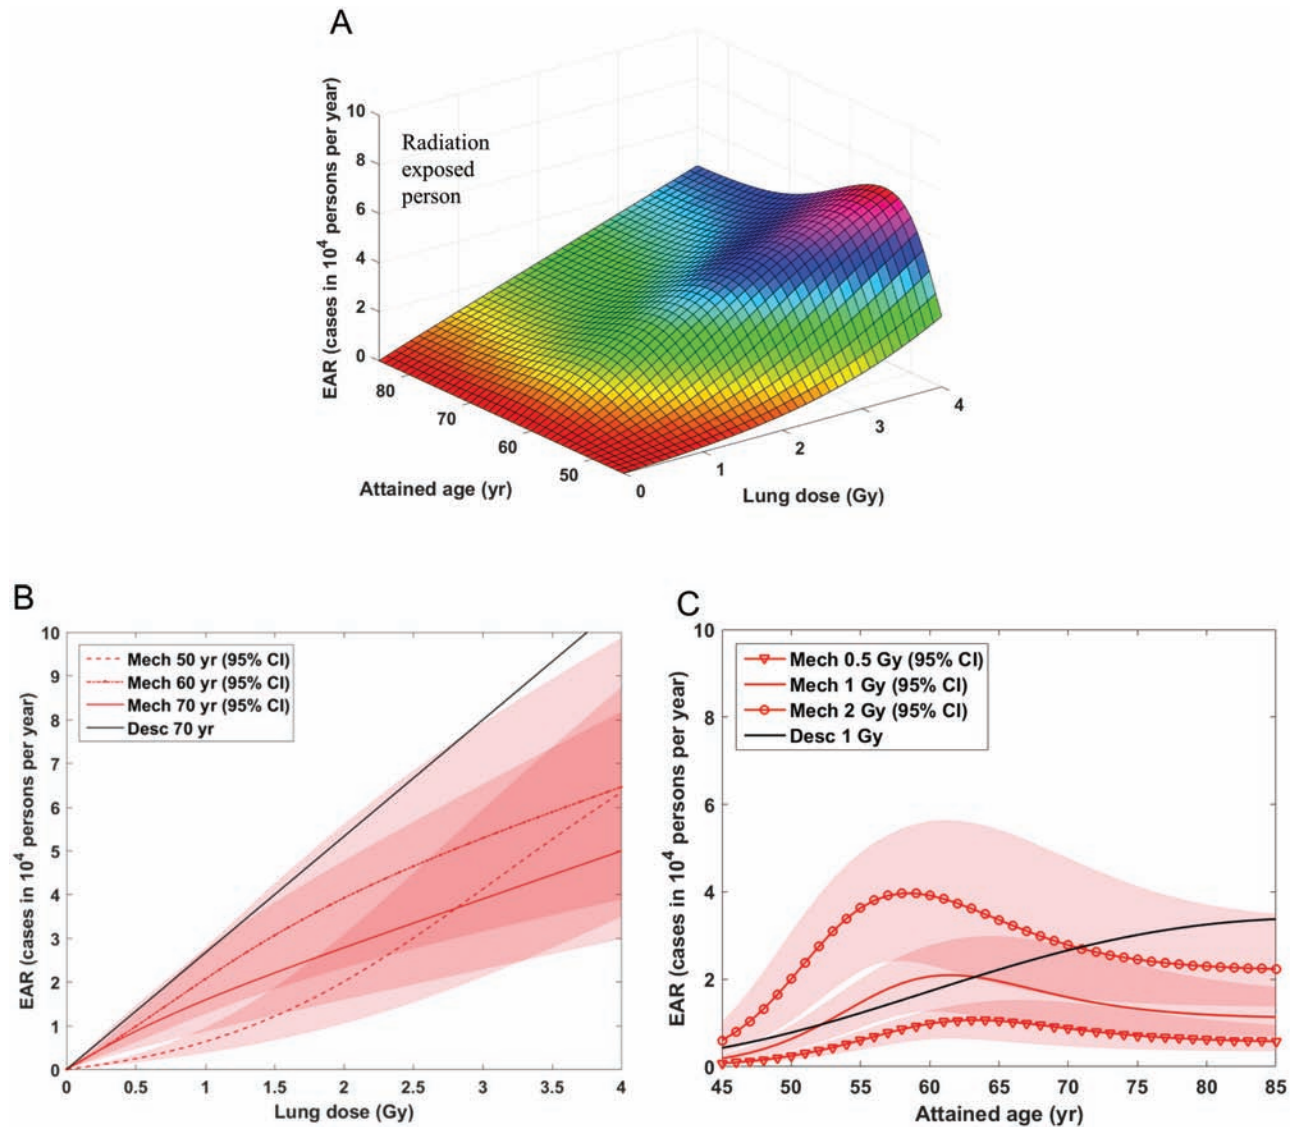 A
EAR (cases in 10⁴ persons per year)
10
8
6
4
2
0
Radiation
exposed
person
80
70
60
50
Attained age (yr)
0
1
2
3
4
Lung dose (Gy)
B
EAR (cases in 10⁴ persons per year)
10
9
8
7
6
5
4
3
2
1
0
Mech 50 yr (95% CI)
Mech 60 yr (95% CI)
Mech 70 yr (95% CI)
Desc 70 yr
0 0.5 1 1.5 2 2.5 3 3.5 4
Lung dose (Gy)
C
EAR (cases in 10⁴ persons per year)
10
8
6
4
2
0
Mech 0.5 Gy (95% CI)
Mech 1 Gy (95% CI)
Mech 2 Gy (95% CI)
Desc 1 Gy
45 50 55 60 65 70 75 80 85
Attained age (yr)